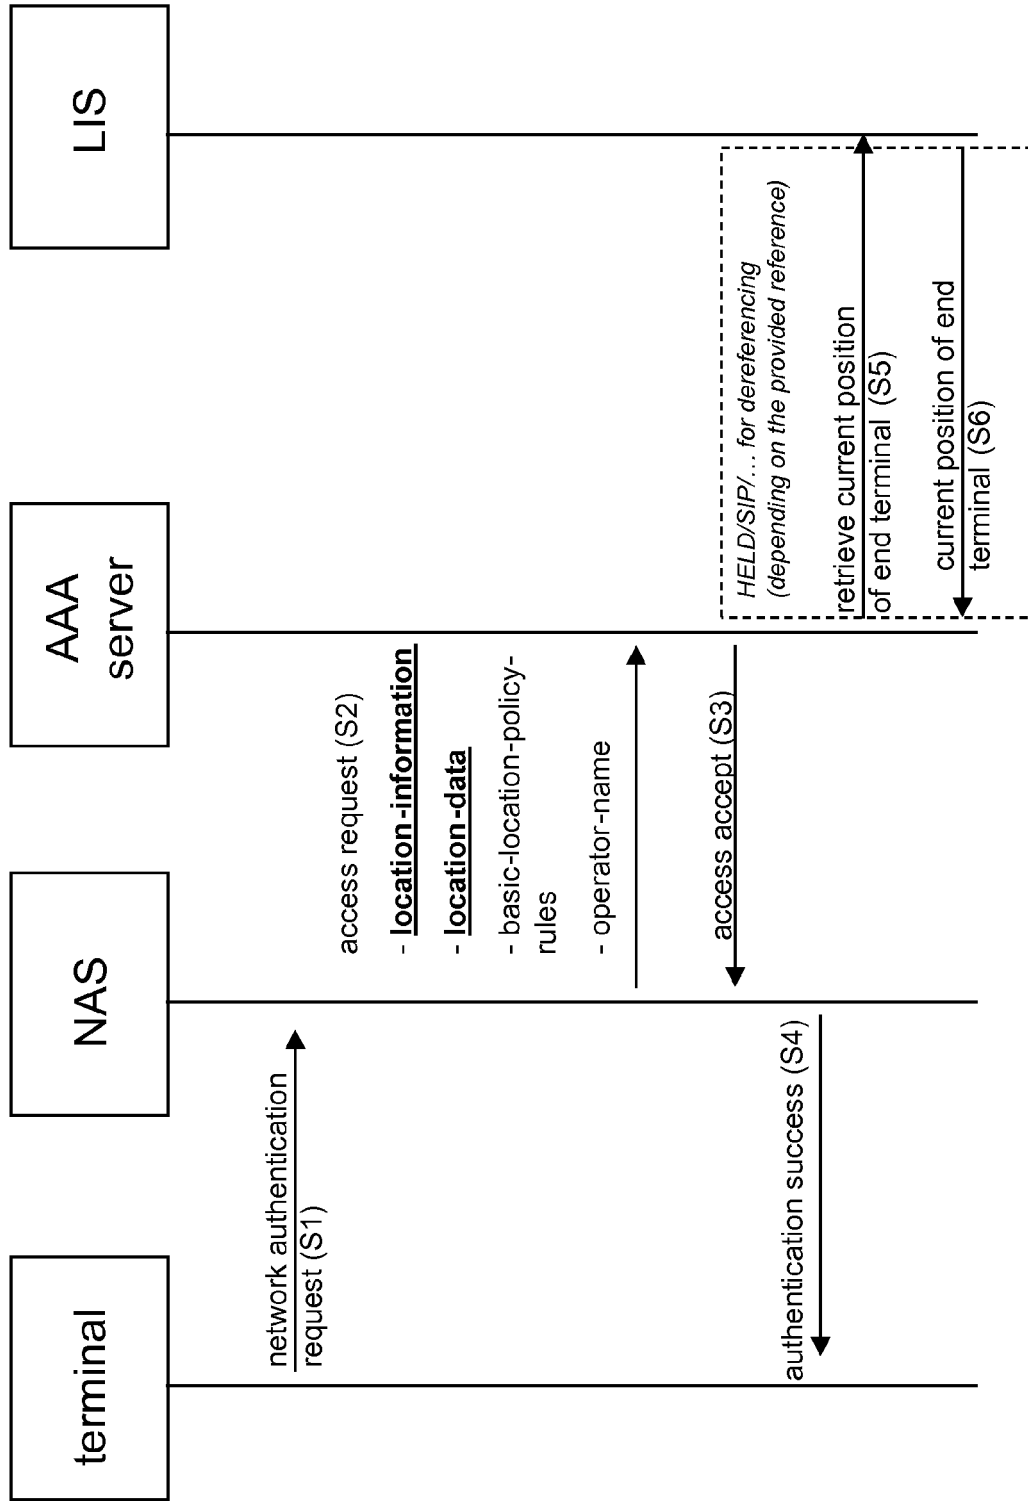 terminal
NAS
AAA
server
LIS
network authentication
request (S1)
access request (S2)
- location-information
- location-data
- basic-location-policy-
rules
- operator-name
access accept (S3)
authentication success (S4)
HELD/SIP/... for dereferencing
(depending on the provided reference)
retrieve current position
of end terminal (S5)
current position of end
terminal (S6)